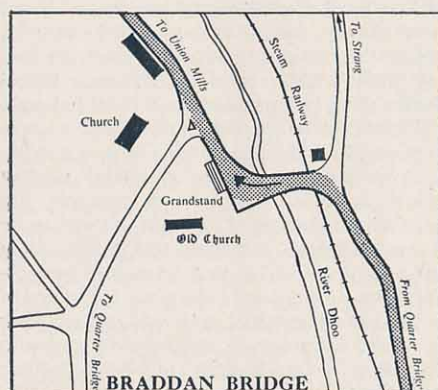 To Union Mills
Steam
Railway
To Strang
Church
Grandstand
Old Church
River Dhoo
To Quarter Bridge
From Quarter Bridge
BRADDAN BRIDGE